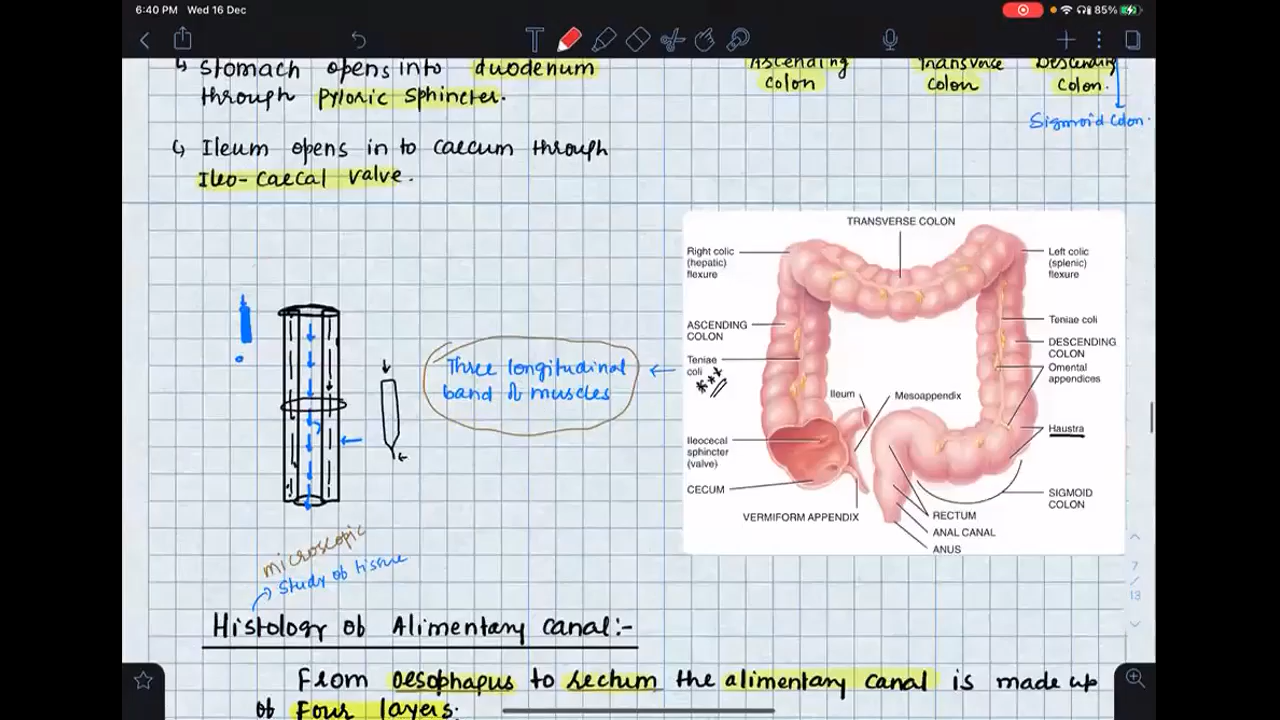 6:40 PM Wed 16 Dec
85%
Stomach opens into duodenum
through pyloric sphincter.
Ileum opens in to caecum through
Ileo-caecal valve.
Ascending
Colon
Transverse
Colon
Descending
Colon.
Sigmoid Colon.
TRANSVERSE COLON
Right colic
(hepatic)
flexure
Left colic
(splenic)
flexure
ASCENDING
COLON
Teniae
coli
***
Teniae coli
DESCENDING
COLON
Omental
appendices
Ileum
Mesoappendix
Haustra
Ileocecal
sphincter
(valve)
CECUM
SIGMOID
COLON
VERMIFORM APPENDIX
RECTUM
ANAL CANAL
ANUS
Three longitudinal
band of muscles
microscopic
Study of tissue
7
13
Histology of Alimentary canal:-
From oesophagus to rectum the alimentary canal is made up
of Four layers: